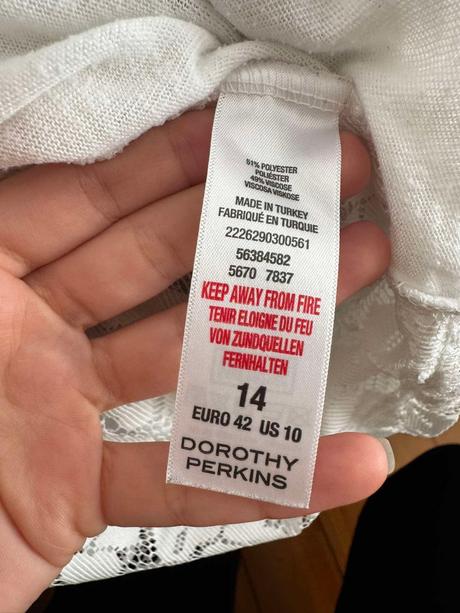 51% POLYESTER
POLIÉSTER
49% VISCOSE
VISCOSA VISKOSE
MADE IN TURKEY
FABRIQUÉ EN TURQUIE
2226290300561
56384582
5670 7837
KEEP AWAY FROM FIRE
TENIR ELOIGNE DU FEU
VON ZUNDQUELLEN
FERNHALTEN
14
EURO 42 US 10
DOROTHY
PERKINS